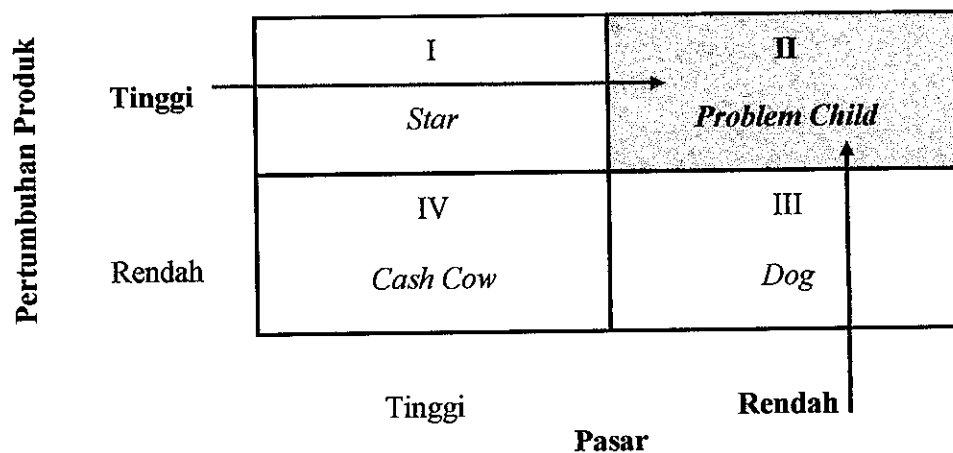 Pertumbuhan Produk
I
II
Tinggi
Star
Problem Child
IV
III
Rendah
Cash Cow
Dog
Tinggi
Rendah
Pasar